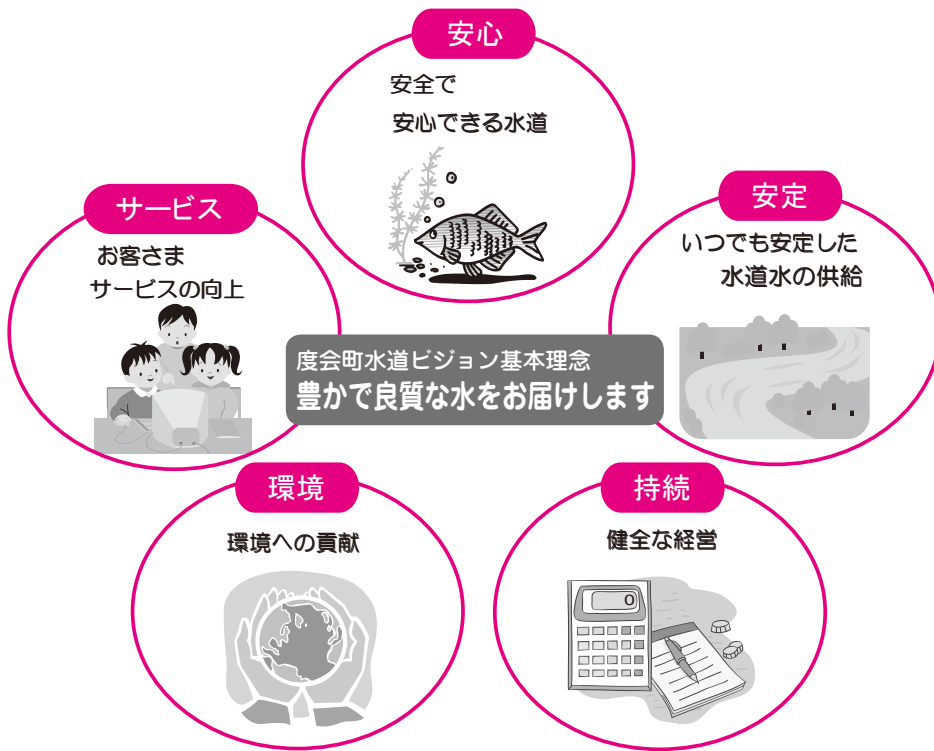 安心
安全で
安心できる水道
サービス
お客さま
サービスの向上
安定
いつでも安定した
水道水の供給
度会町水道ビジョン基本理念
豊かで良質な水をお届けします
環境
環境への貢献
持続
健全な経営
0